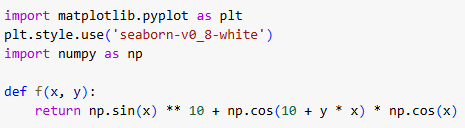 import matplotlib.pyplot as plt
plt.style.use('seaborn-v0_8-white')
import numpy as np

def f(x, y):
    return np.sin(x) ** 10 + np.cos(10 + y * x) * np.cos(x)